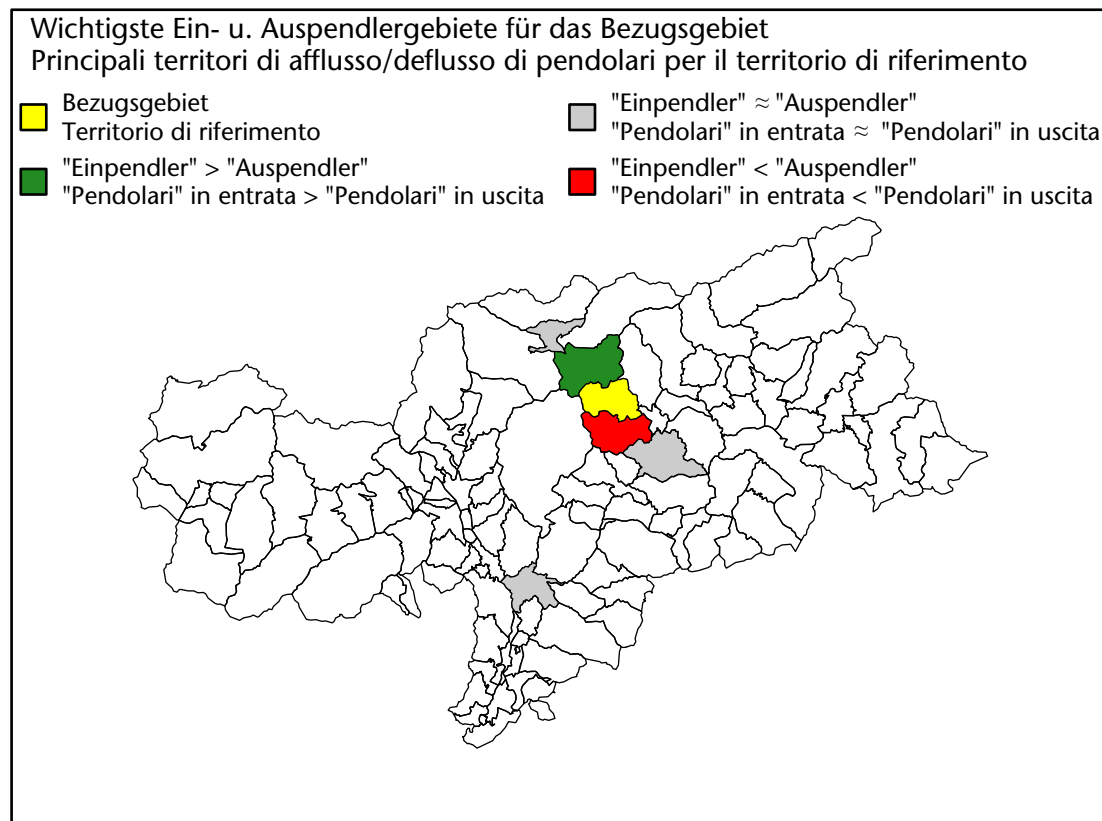 Wichtigste Ein- u. Auspendlergebiete für das Bezugsgebiet
Principali territori di afflusso/deflusso di pendolari per il territorio di riferimento
Bezugsgebiet
Territorio di riferimento
"Einpendler" > "Auspendler"
"Pendolari" in entrata > "Pendolari" in uscita
"Einpendler" ≈ "Auspendler"
"Pendolari" in entrata ≈ "Pendolari" in uscita
"Einpendler" < "Auspendler"
"Pendolari" in entrata < "Pendolari" in uscita